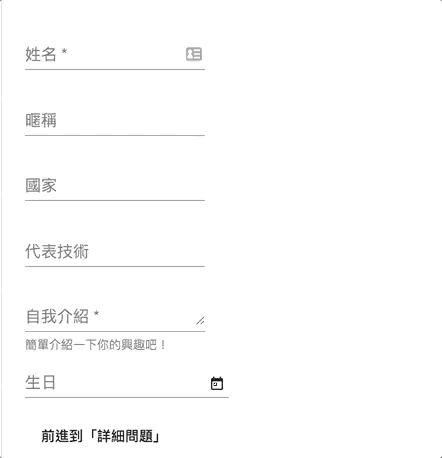 姓名 *
暱稱
國家
代表技術
自我介紹 *
簡單介紹一下你的興趣吧！
生日
前進到「詳細問題」